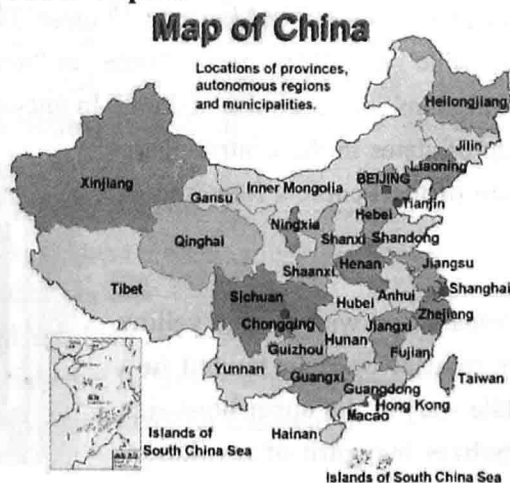 Map of China
Locations of provinces,
autonomous regions
and municipalities.
Heilongjiang
Jilin
Liaoning
BEIJING
Tianjin
Xinjiang
Gansu
Inner Mongolia
Hebei
Ningxia
Shanxi
Shandong
Qinghai
Shaanxi
Henan
Jiangsu
Tibet
Sichuan
Hubei
Anhui
Shanghai
Chongqing
Zhejiang
Hunan
Jiangxi
Guizhou
Fujian
Yunnan
Guangxi
Guangdong
Taiwan
Hong Kong
Macao
Hainan
Islands of
South China Sea
Islands of South China Sea